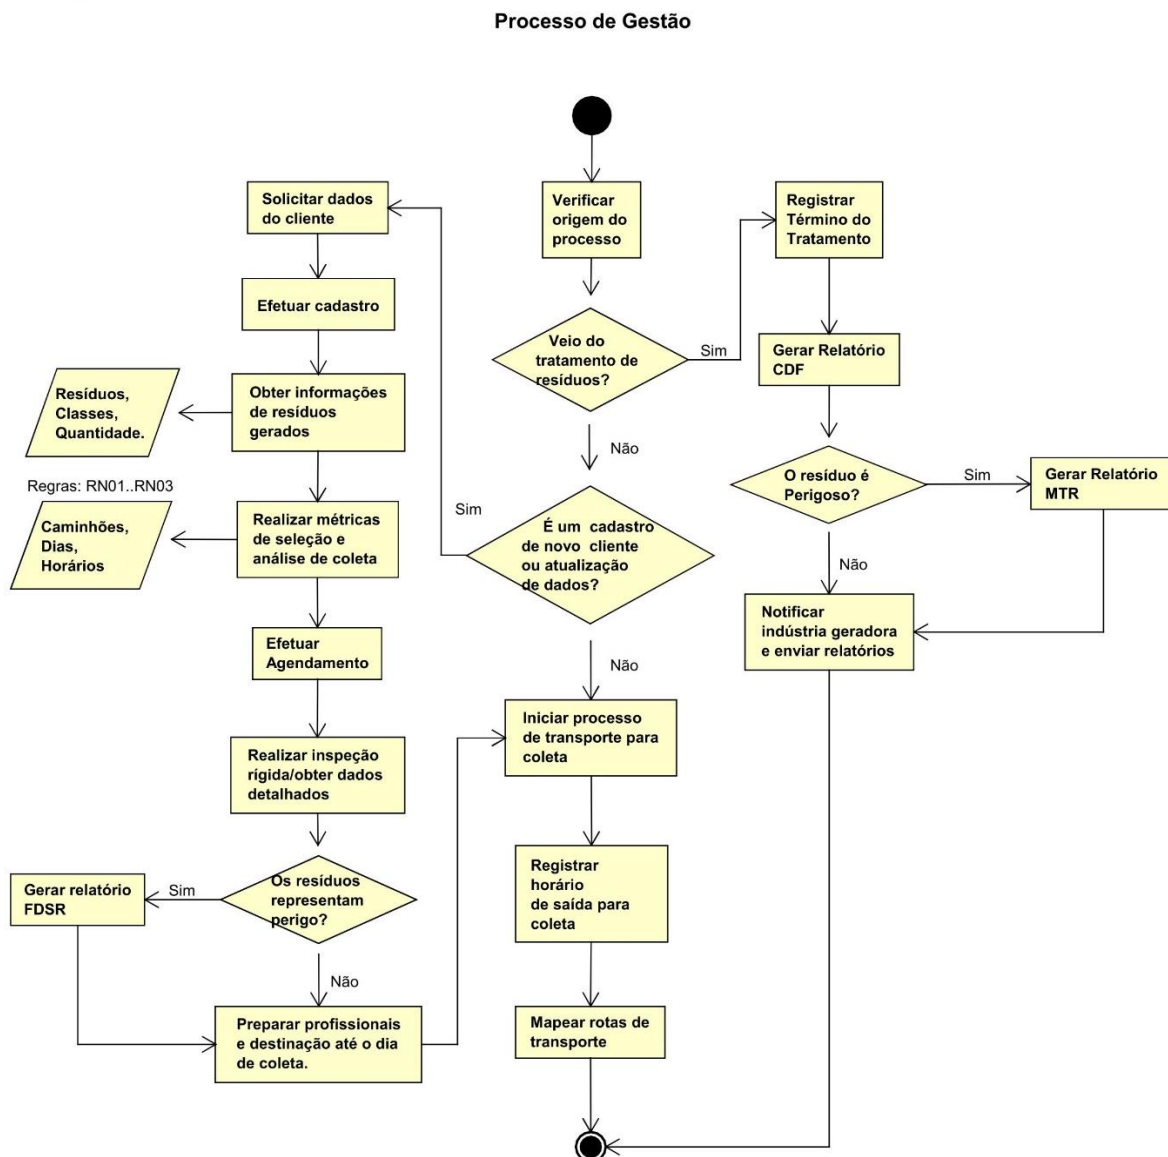 Processo de Gestão
Verificar
origem do
processo
Veio do
tratamento de
resíduos?
Sim
Não
Registrar
Término do
Tratamento
Gerar Relatório
CDF
O resíduo é
Perigoso?
Sim
Não
Gerar Relatório
MTR
Notificar
indústria geradora
e enviar relatórios
É um cadastro
de novo cliente
ou atualização
de dados?
Sim
Não
Solicitar dados
do cliente
Efetuar cadastro
Obter informações
de resíduos
gerados
Resíduos,
Classes,
Quantidade.
Regras: RN01..RN03
Caminhões,
Dias,
Horários
Realizar métricas
de seleção e
análise de coleta
Efetuar
Agendamento
Realizar inspeção
rígida/obter dados
detalhados
Os resíduos
representam
perigo?
Sim
Não
Gerar relatório
FDSR
Preparar profissionais
e destinação até o dia
de coleta.
Iniciar processo
de transporte para
coleta
Registrar
horário
de saída para
coleta
Mapear rotas de
transporte